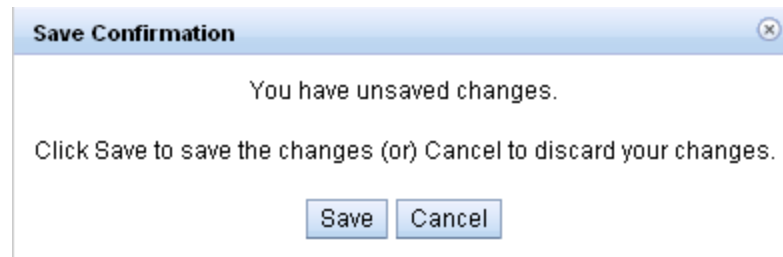 Save Confirmation
You have unsaved changes.
Click Save to save the changes (or) Cancel to discard your changes.
Save Cancel